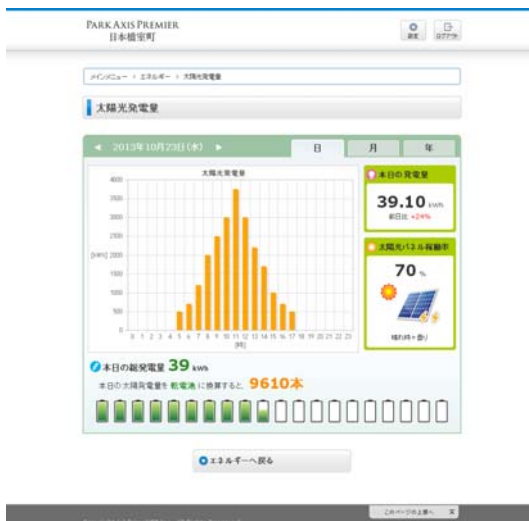 PARK AXIS PREMIER
日本橋室町
設定
ログアウト
メインメニュー › エネルギー › 太陽光発電量
太陽光発電量
◀ 2013年10月23日(水) ▶
日 月 年
太陽光発電量
4000
3500
3000
2500
[kWh] 2000
1500
1000
500
0
0 1 2 3 4 5 6 7 8 9 10 11 12 13 14 15 16 17 18 19 20 21 22 23
[時]
本日の発電量
39.10 kWh
前日比 +24%
太陽光パネル稼働率
70 %
晴れ時々曇り
本日の総発電量 39 kWh
本日の太陽発電量を 乾電池 に換算すると 9610本
エネルギーへ戻る
このページの上部へ